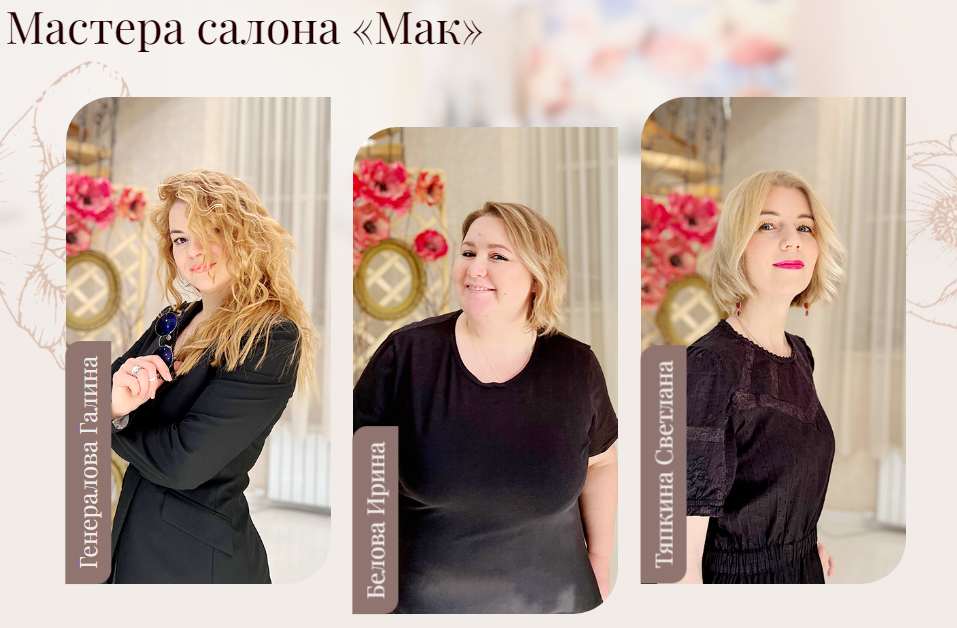 Мастера салона «Мак»
Генералова Галина
Белова Ирина
Тяпкина Светлана